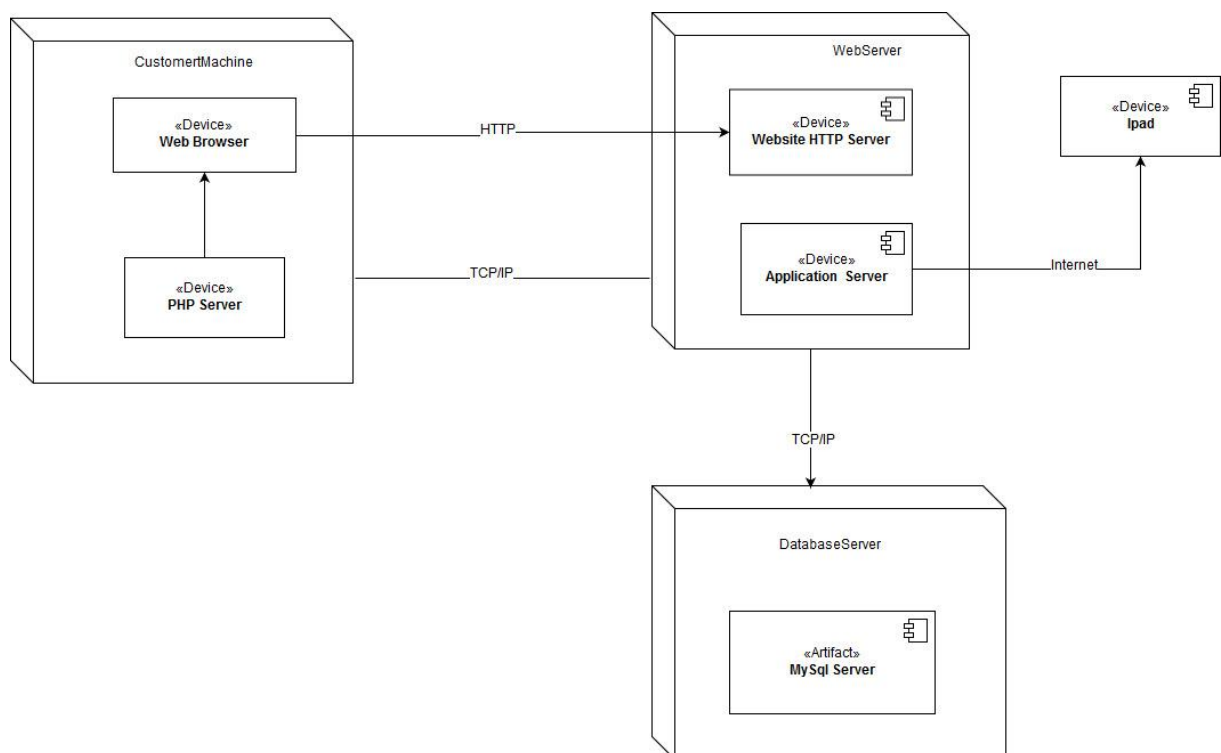 CustomertMachine
«Device»
Web Browser
«Device»
PHP Server
HTTP
TCP/IP
WebServer
«Device»
Website HTTP Server
«Device»
Application  Server
Internet
«Device»
Ipad
TCP/IP
DatabaseServer
«Artifact»
MySql Server